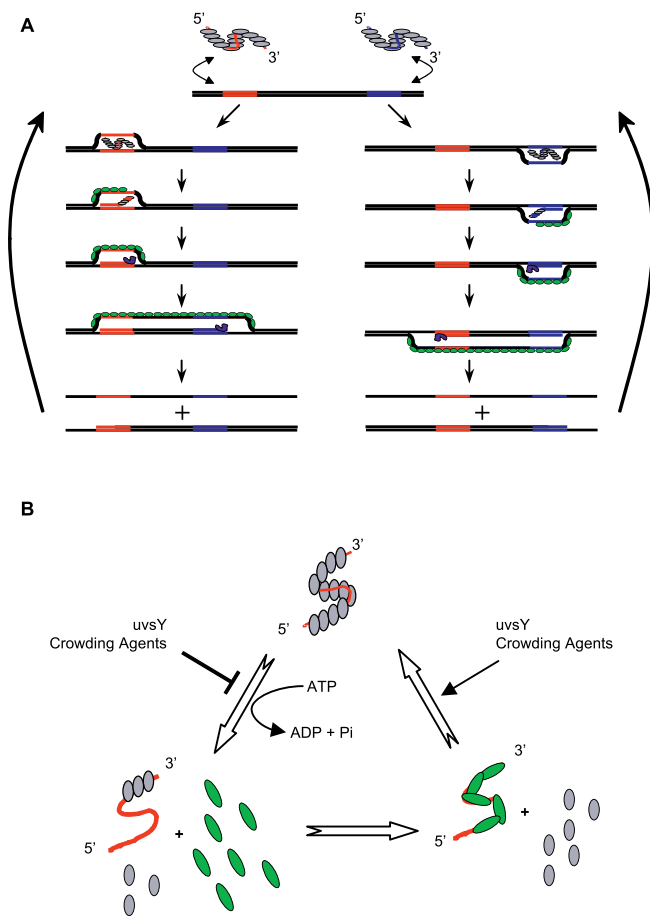 A
5’
3’
5’
3’
+
+
B
3’
5’
uvsY
Crowding Agents
uvsY
Crowding Agents
ATP
ADP + Pi
3’
5’
+
3’
5’
+